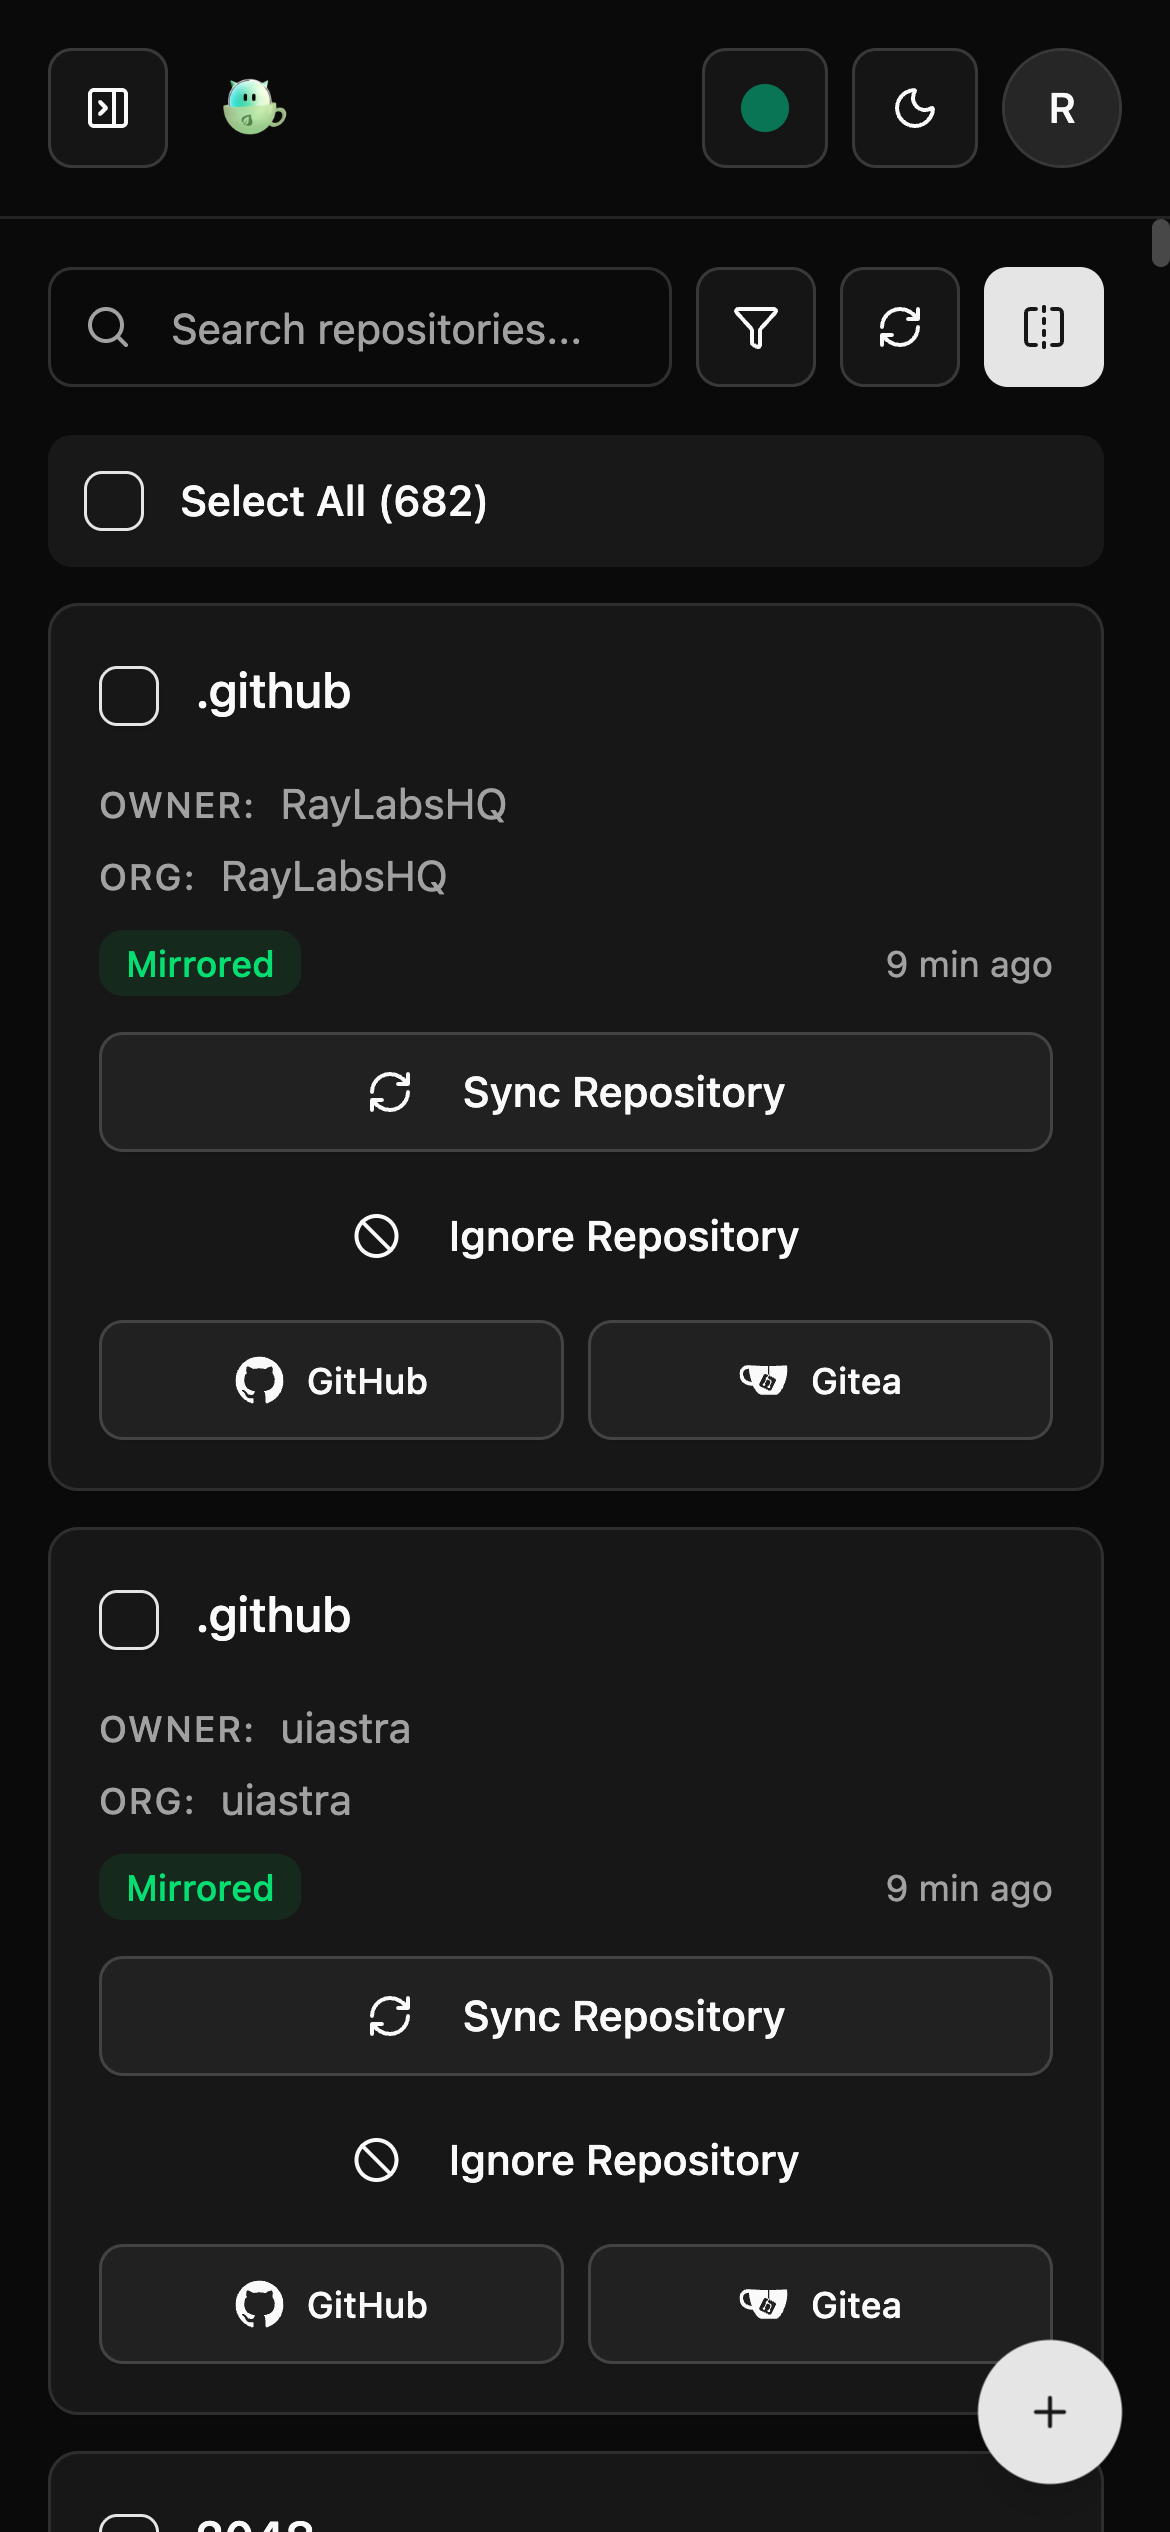 R
Search repositories...
Select All (682)
.github
OWNER: RayLabsHQ
ORG: RayLabsHQ
Mirrored 9 min ago
Sync Repository
Ignore Repository
GitHub Gitea
.github
OWNER: uiastra
ORG: uiastra
Mirrored 9 min ago
Sync Repository
Ignore Repository
GitHub Gitea
2048